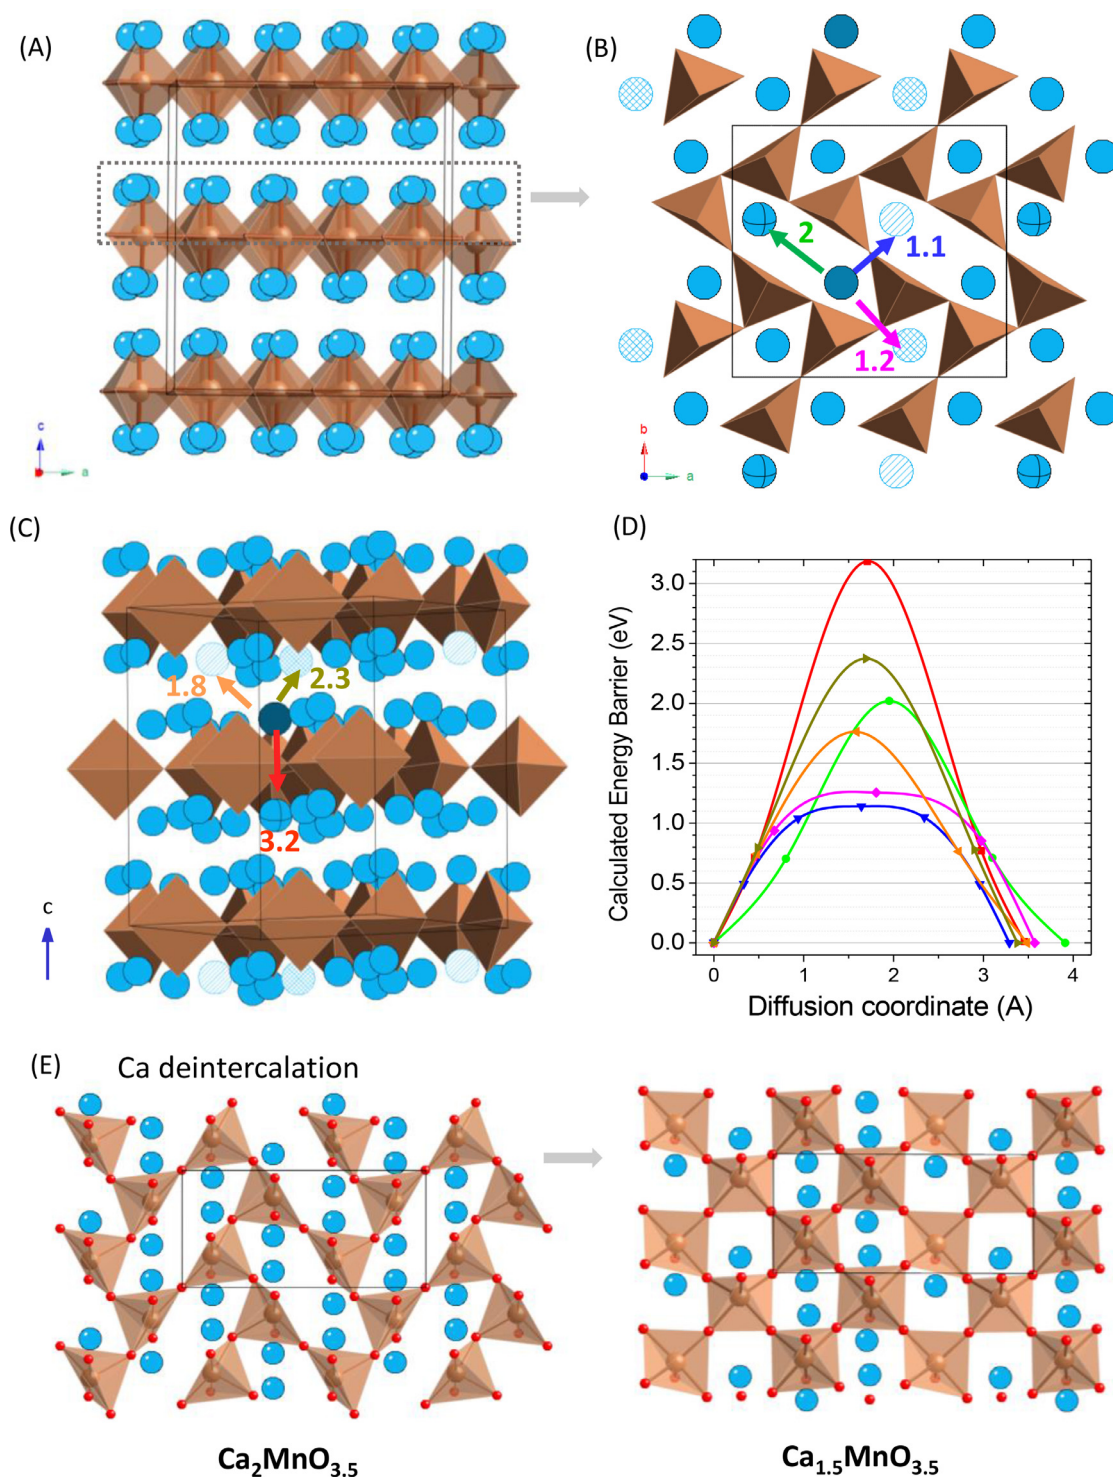 (A)
c
a
(B)
2
1.1
1.2
b
a
(C)
1.8
2.3
3.2
c
(D)
Calculated Energy Barrier (eV)
3.0
2.5
2.0
1.5
1.0
0.5
0.0
0 1 2 3 4
Diffusion coordinate (A)
(E)
Ca deintercalation
Ca₂MnO₃.₅
Ca₁.₅MnO₃.₅